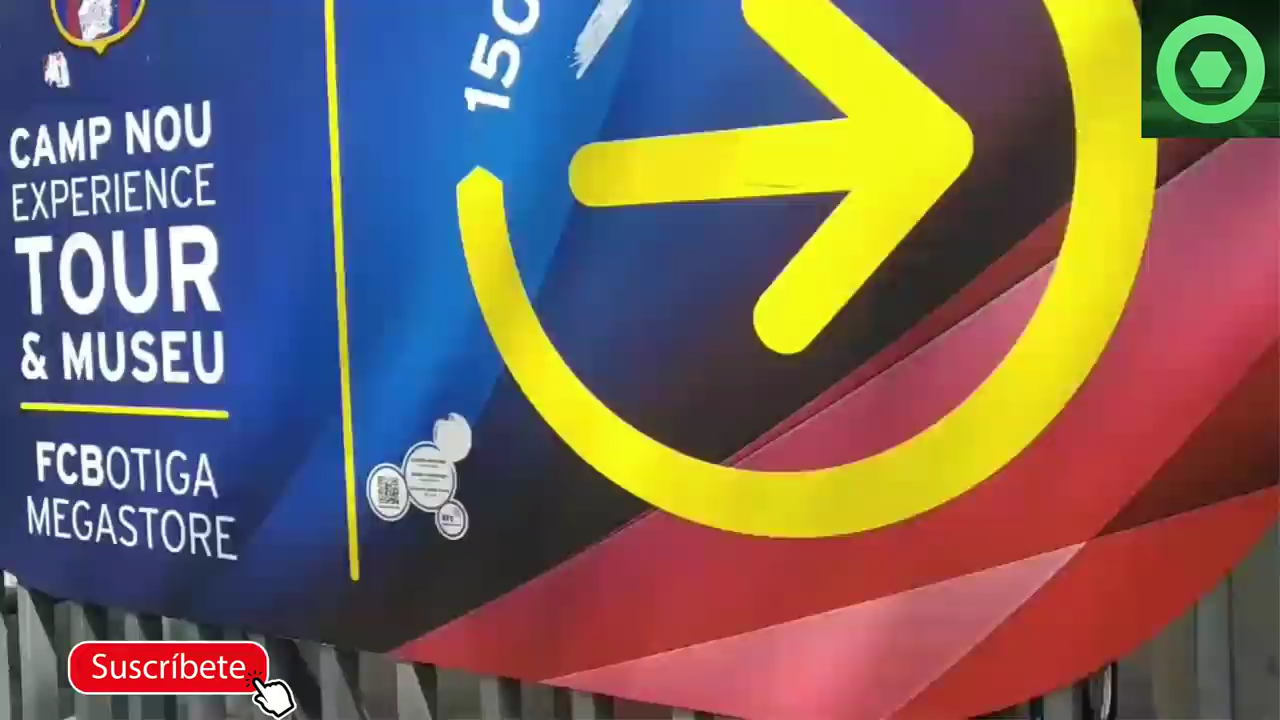 CAMP NOU
EXPERIENCE
TOUR
& MUSEU
FCBOTIGA
MEGASTORE
150
Suscríbete